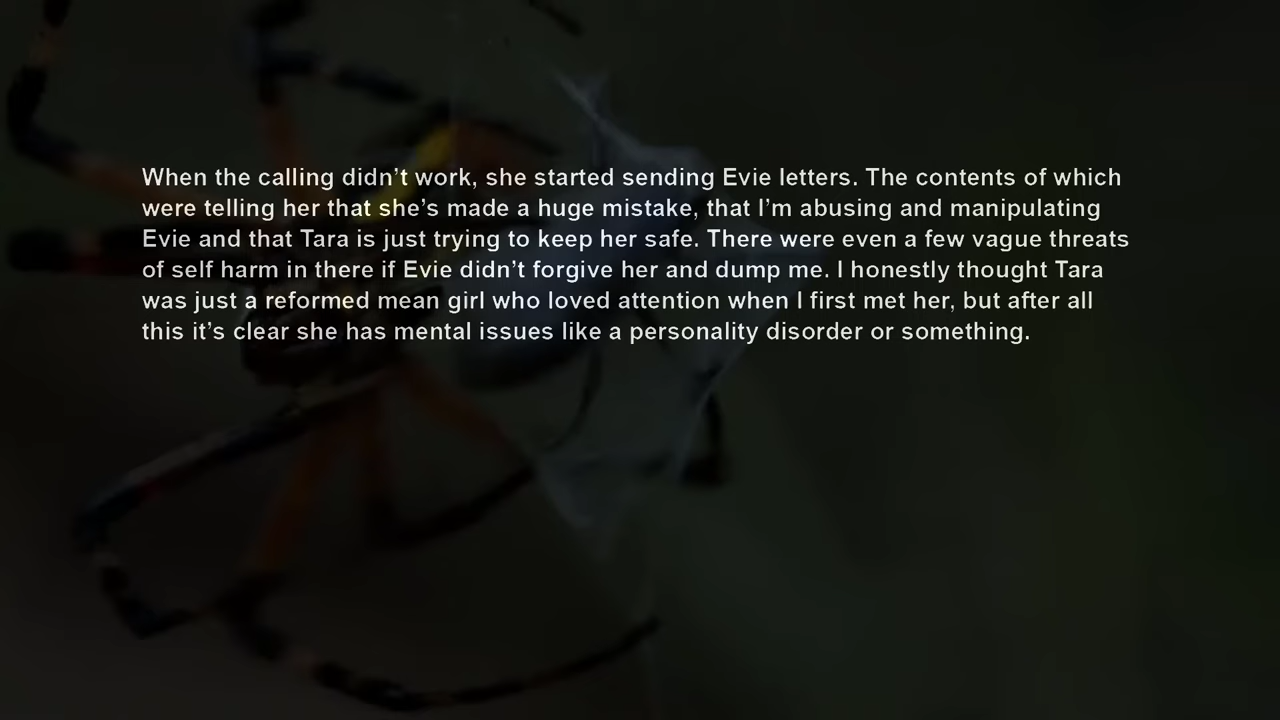 When the calling didn’t work, she started sending Evie letters. The contents of which
were telling her that she’s made a huge mistake, that I’m abusing and manipulating
Evie and that Tara is just trying to keep her safe. There were even a few vague threats
of self harm in there if Evie didn’t forgive her and dump me. I honestly thought Tara
was just a reformed mean girl who loved attention when I first met her, but after all
this it’s clear she has mental issues like a personality disorder or something.